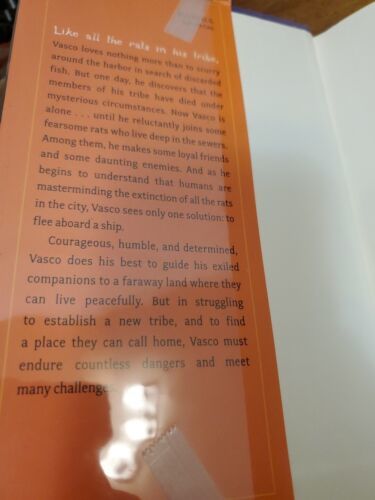 Like all the rats in his tribe,
Vasco loves nothing more than to scurry
around the harbor in search of discarded
fish. But one day, he discovers that the
members of his tribe have died under
mysterious circumstances. Now Vasco is
alone . . . until he reluctantly joins some
fearsome rats who live deep in the sewers.
Among them, he makes some loyal friends
and some daunting enemies. And as he
begins to understand that humans are
masterminding the extinction of all the rats
in the city, Vasco sees only one solution: to
flee aboard a ship.
Courageous, humble, and determined,
Vasco does his best to guide his exiled
companions to a faraway land where they
can live peacefully. But in struggling
to establish a new tribe, and to find
a place they can call home, Vasco must
endure countless dangers and meet
many challenges.